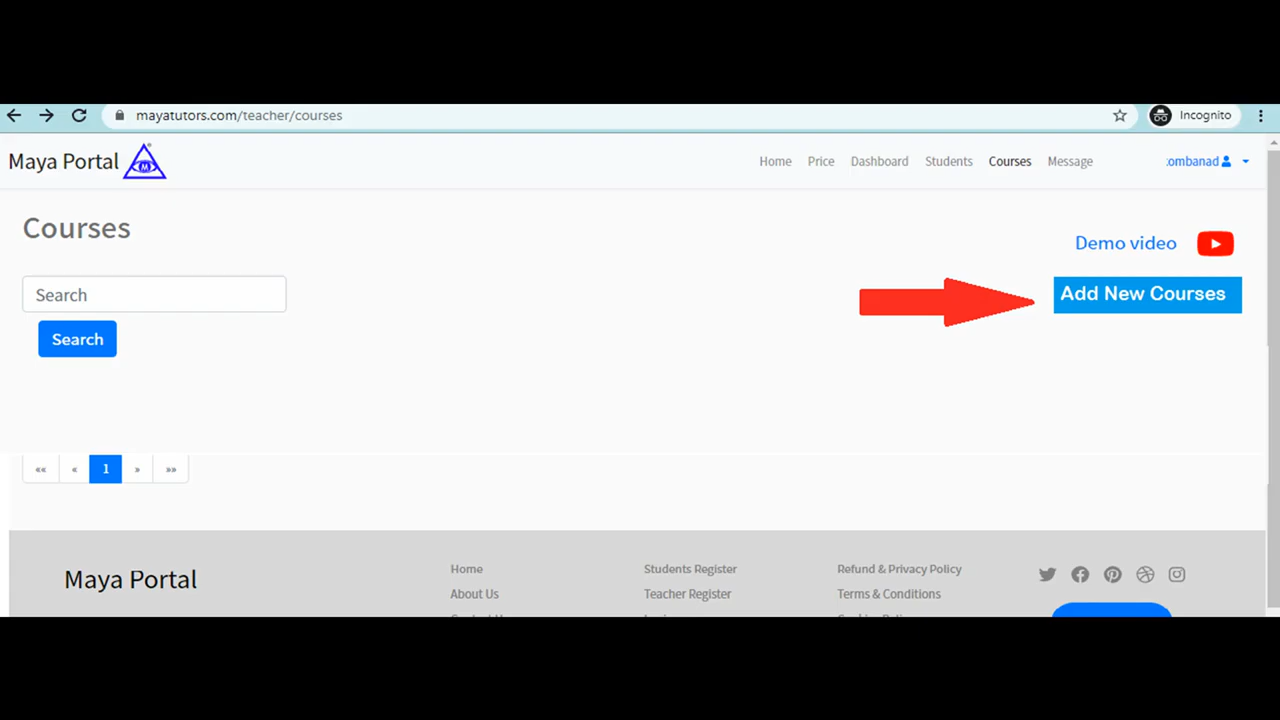 mayatutors.com/teacher/courses
Incognito
Maya Portal
M
Home Price Dashboard Students Courses Message
:ombanad
Courses
Demo video
Search
Add New Courses
Search
«« « 1 » »»
Maya Portal
Home Students Register Refund & Privacy Policy
About Us Teacher Register Terms & Conditions